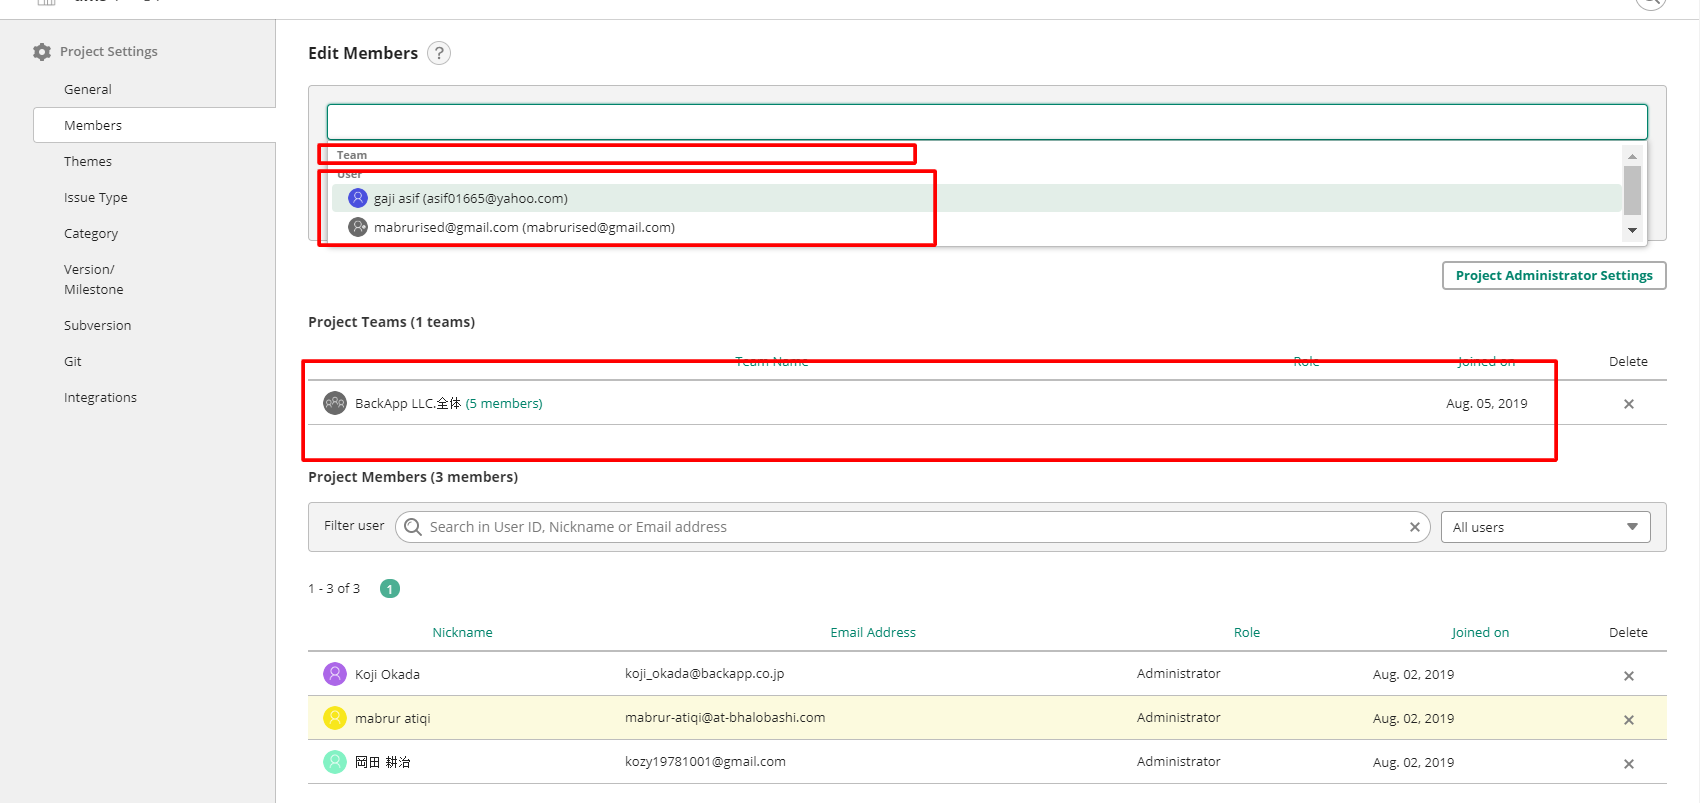 Project Settings
General
Members
Themes
Issue Type
Category
Version/
Milestone
Subversion
Git
Integrations
Edit Members ?
Team
User
gaji asif (asif01665@yahoo.com)
mabrurised@gmail.com (mabrurised@gmail.com)
Project Administrator Settings
Project Teams (1 teams)
Team Name Role Joined on Delete
BackApp LLC.全体 (5 members) Aug. 05, 2019
Project Members (3 members)
Filter user Search in User ID, Nickname or Email address All users
1 - 3 of 3 1
Nickname Email Address Role Joined on Delete
Koji Okada koji_okada@backapp.co.jp Administrator Aug. 02, 2019
mabrur atiqi mabrur-atiqi@at-bhalobashi.com Administrator Aug. 02, 2019
岡田 耕治 kozy19781001@gmail.com Administrator Aug. 02, 2019